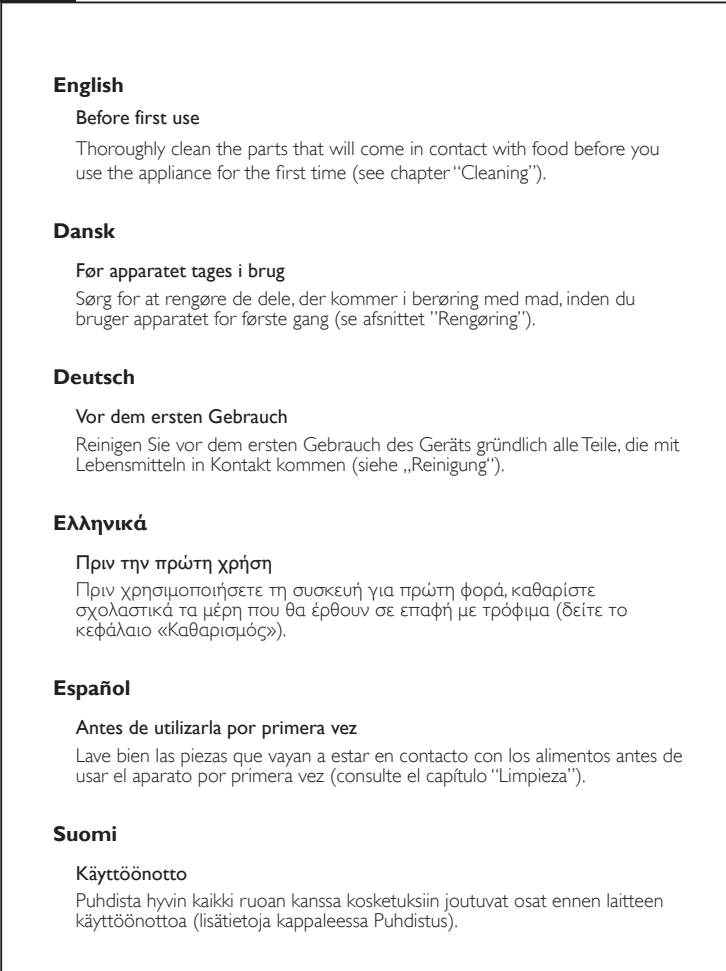 English
Before first use
Thoroughly clean the parts that will come in contact with food before you
use the appliance for the first time (see chapter “Cleaning”).
Dansk
Før apparatet tages i brug
Sørg for at rengøre de dele, der kommer i berøring med mad, inden du
bruger apparatet for første gang (se afsnittet ”Rengøring”).
Deutsch
Vor dem ersten Gebrauch
Reinigen Sie vor dem ersten Gebrauch des Geräts gründlich alle Teile, die mit
Lebensmitteln in Kontakt kommen (siehe „Reinigung“).
Ελληνικά
Πριν την πρώτη χρήση
Πριν χρησιμοποιήσετε τη συσκευή για πρώτη φορά, καθαρίστε
σχολαστικά τα μέρη που θα έρθουν σε επαφή με τρόφιμα (δείτε το
κεφάλαιο «Καθαρισμός»).
Español
Antes de utilizarla por primera vez
Lave bien las piezas que vayan a estar en contacto con los alimentos antes de
usar el aparato por primera vez (consulte el capítulo “Limpieza”).
Suomi
Käyttöönotto
Puhdista hyvin kaikki ruoan kanssa kosketuksiin joutuvat osat ennen laitteen
käyttöönottoa (lisätietoja kappaleessa Puhdistus).